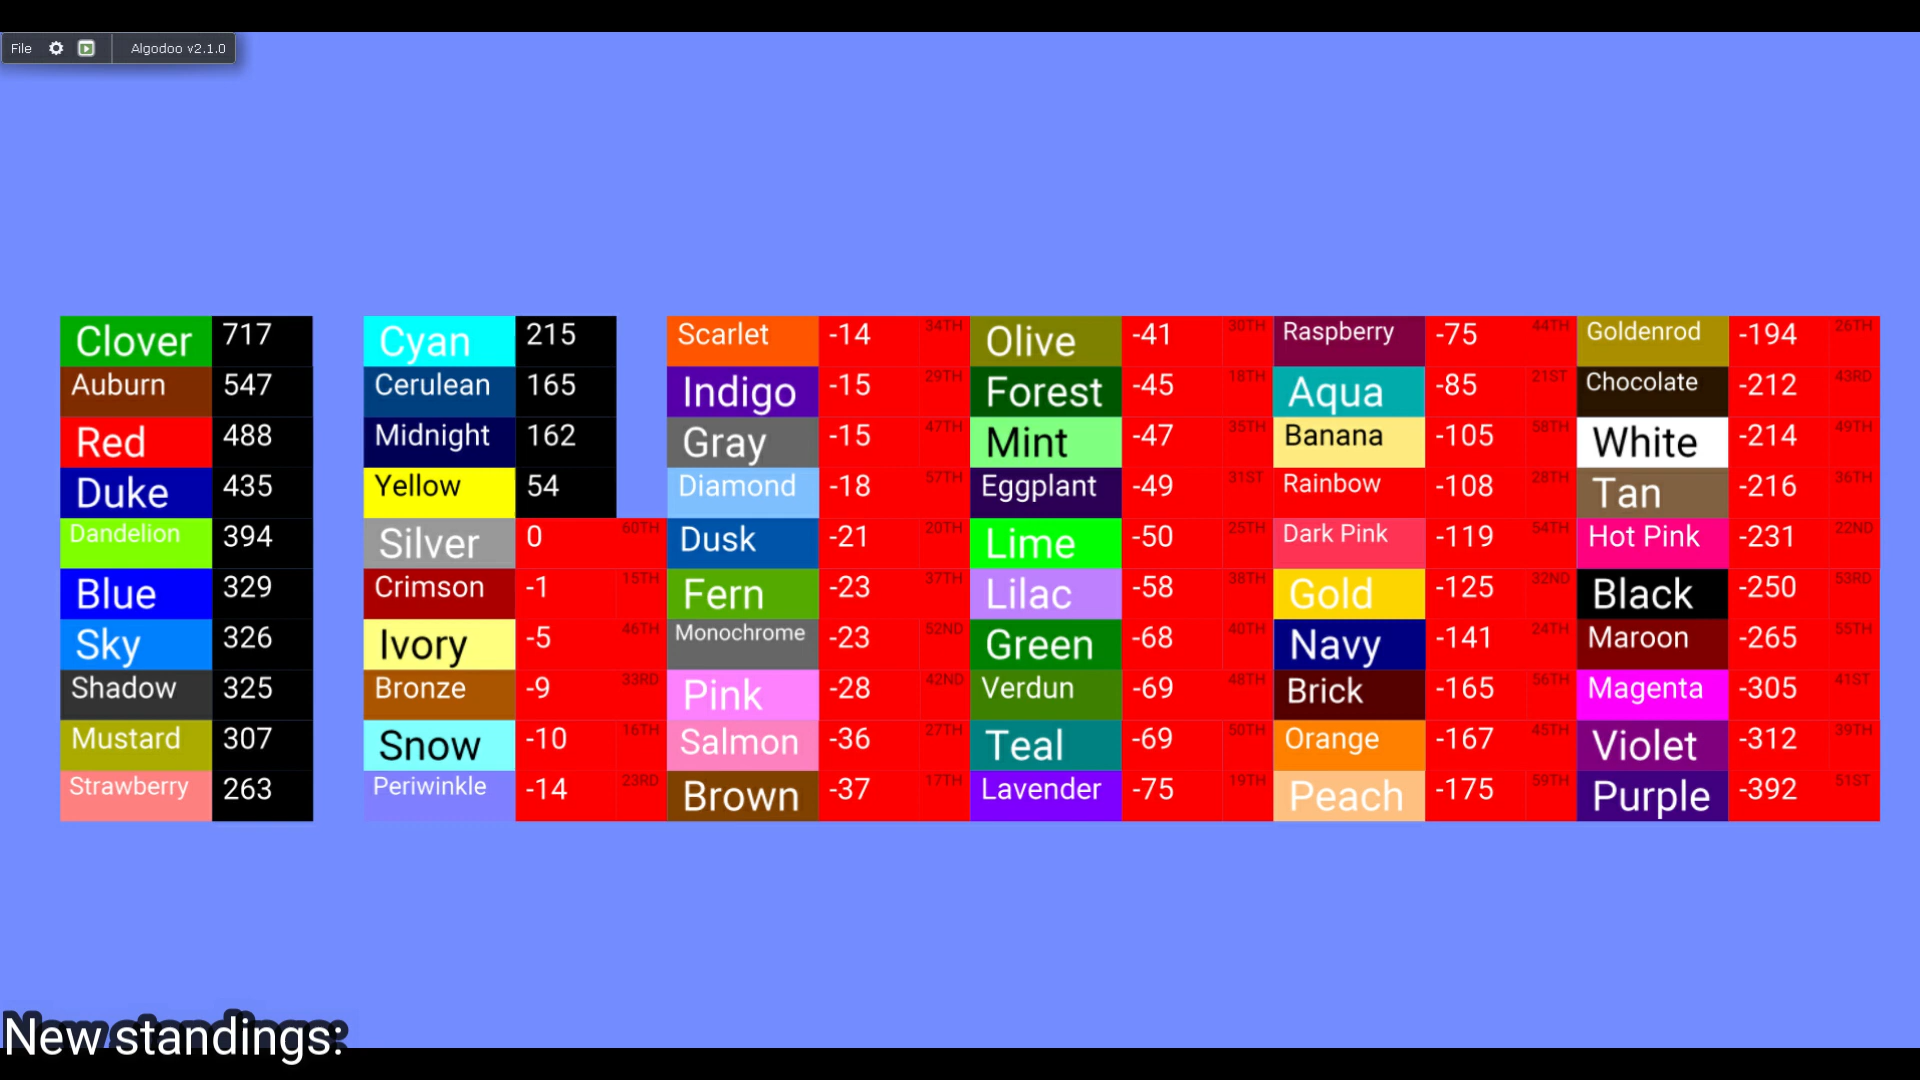 File Algodoo v2.1.0
Clover 717 Cyan 215 Scarlet -14 34TH Olive -41 30TH Raspberry -75 44TH Goldenrod -194 26TH
Auburn 547 Cerulean 165 Indigo -15 29TH Forest -45 18TH Aqua -85 21ST Chocolate -212 43RD
Red 488 Midnight 162 Gray -15 47TH Mint -47 35TH Banana -105 58TH White -214 49TH
Duke 435 Yellow 54 Diamond -18 57TH Eggplant -49 31ST Rainbow -108 28TH Tan -216 36TH
Dandelion 394 Silver 0 60TH Dusk -21 20TH Lime -50 25TH Dark Pink -119 54TH Hot Pink -231 22ND
Blue 329 Crimson -1 15TH Fern -23 37TH Lilac -58 38TH Gold -125 32ND Black -250 53RD
Sky 326 Ivory -5 46TH Monochrome -23 52ND Green -68 40TH Navy -141 24TH Maroon -265 55TH
Shadow 325 Bronze -9 33RD Pink -28 42ND Verdun -69 48TH Brick -165 56TH Magenta -305 41ST
Mustard 307 Snow -10 16TH Salmon -36 27TH Teal -69 50TH Orange -167 45TH Violet -312 39TH
Strawberry 263 Periwinkle -14 23RD Brown -37 17TH Lavender -75 19TH Peach -175 59TH Purple -392 51ST
New standings: